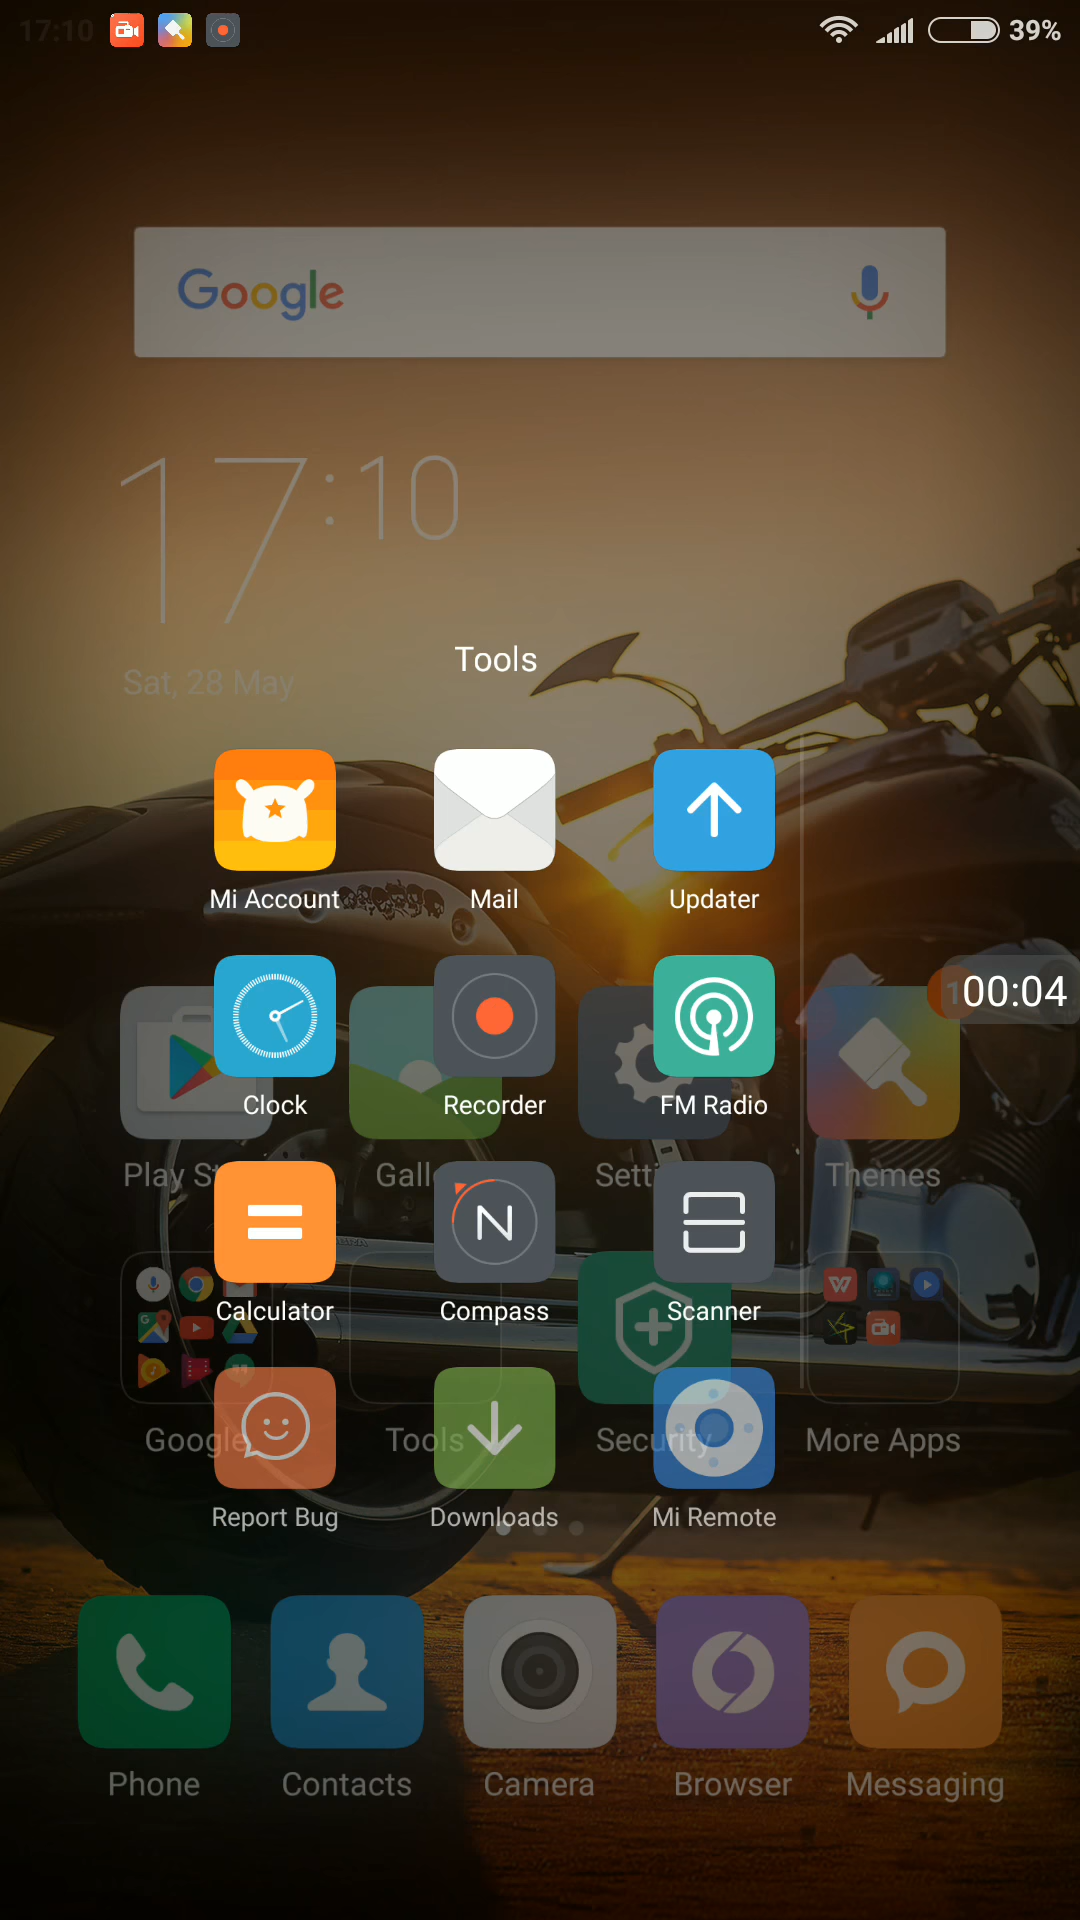 17:10 39%
Google
17:10
Sat, 28 May
Tools
Mi Account Mail Updater
00:04
Clock Recorder FM Radio
Play St Gall Setti Themes
Calculator Compass Scanner
Google Tools Security More Apps
Report Bug Downloads Mi Remote
Phone Contacts Camera Browser Messaging